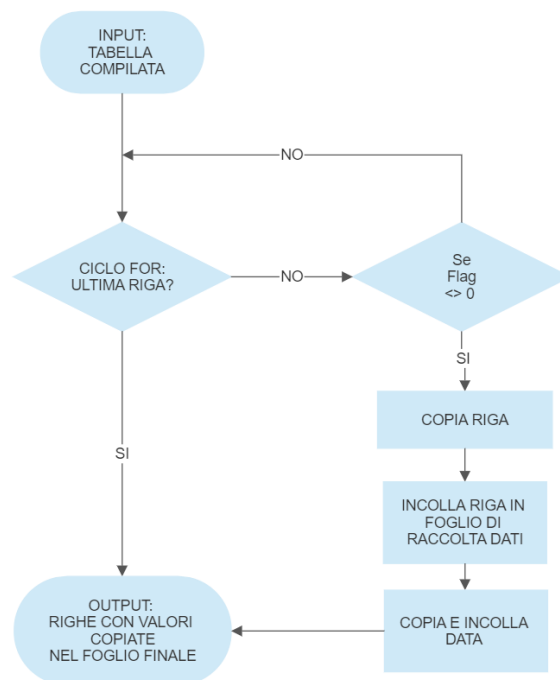 INPUT:
TABELLA
COMPILATA
NO
CICLO FOR:
ULTIMA RIGA?
NO
Se
Flag
<> 0
SI
COPIA RIGA
SI
INCOLLA RIGA IN
FOGLIO DI
RACCOLTA DATI
OUTPUT:
RIGHE CON VALORI
COPIATE
NEL FOGLIO FINALE
COPIA E INCOLLA
DATA